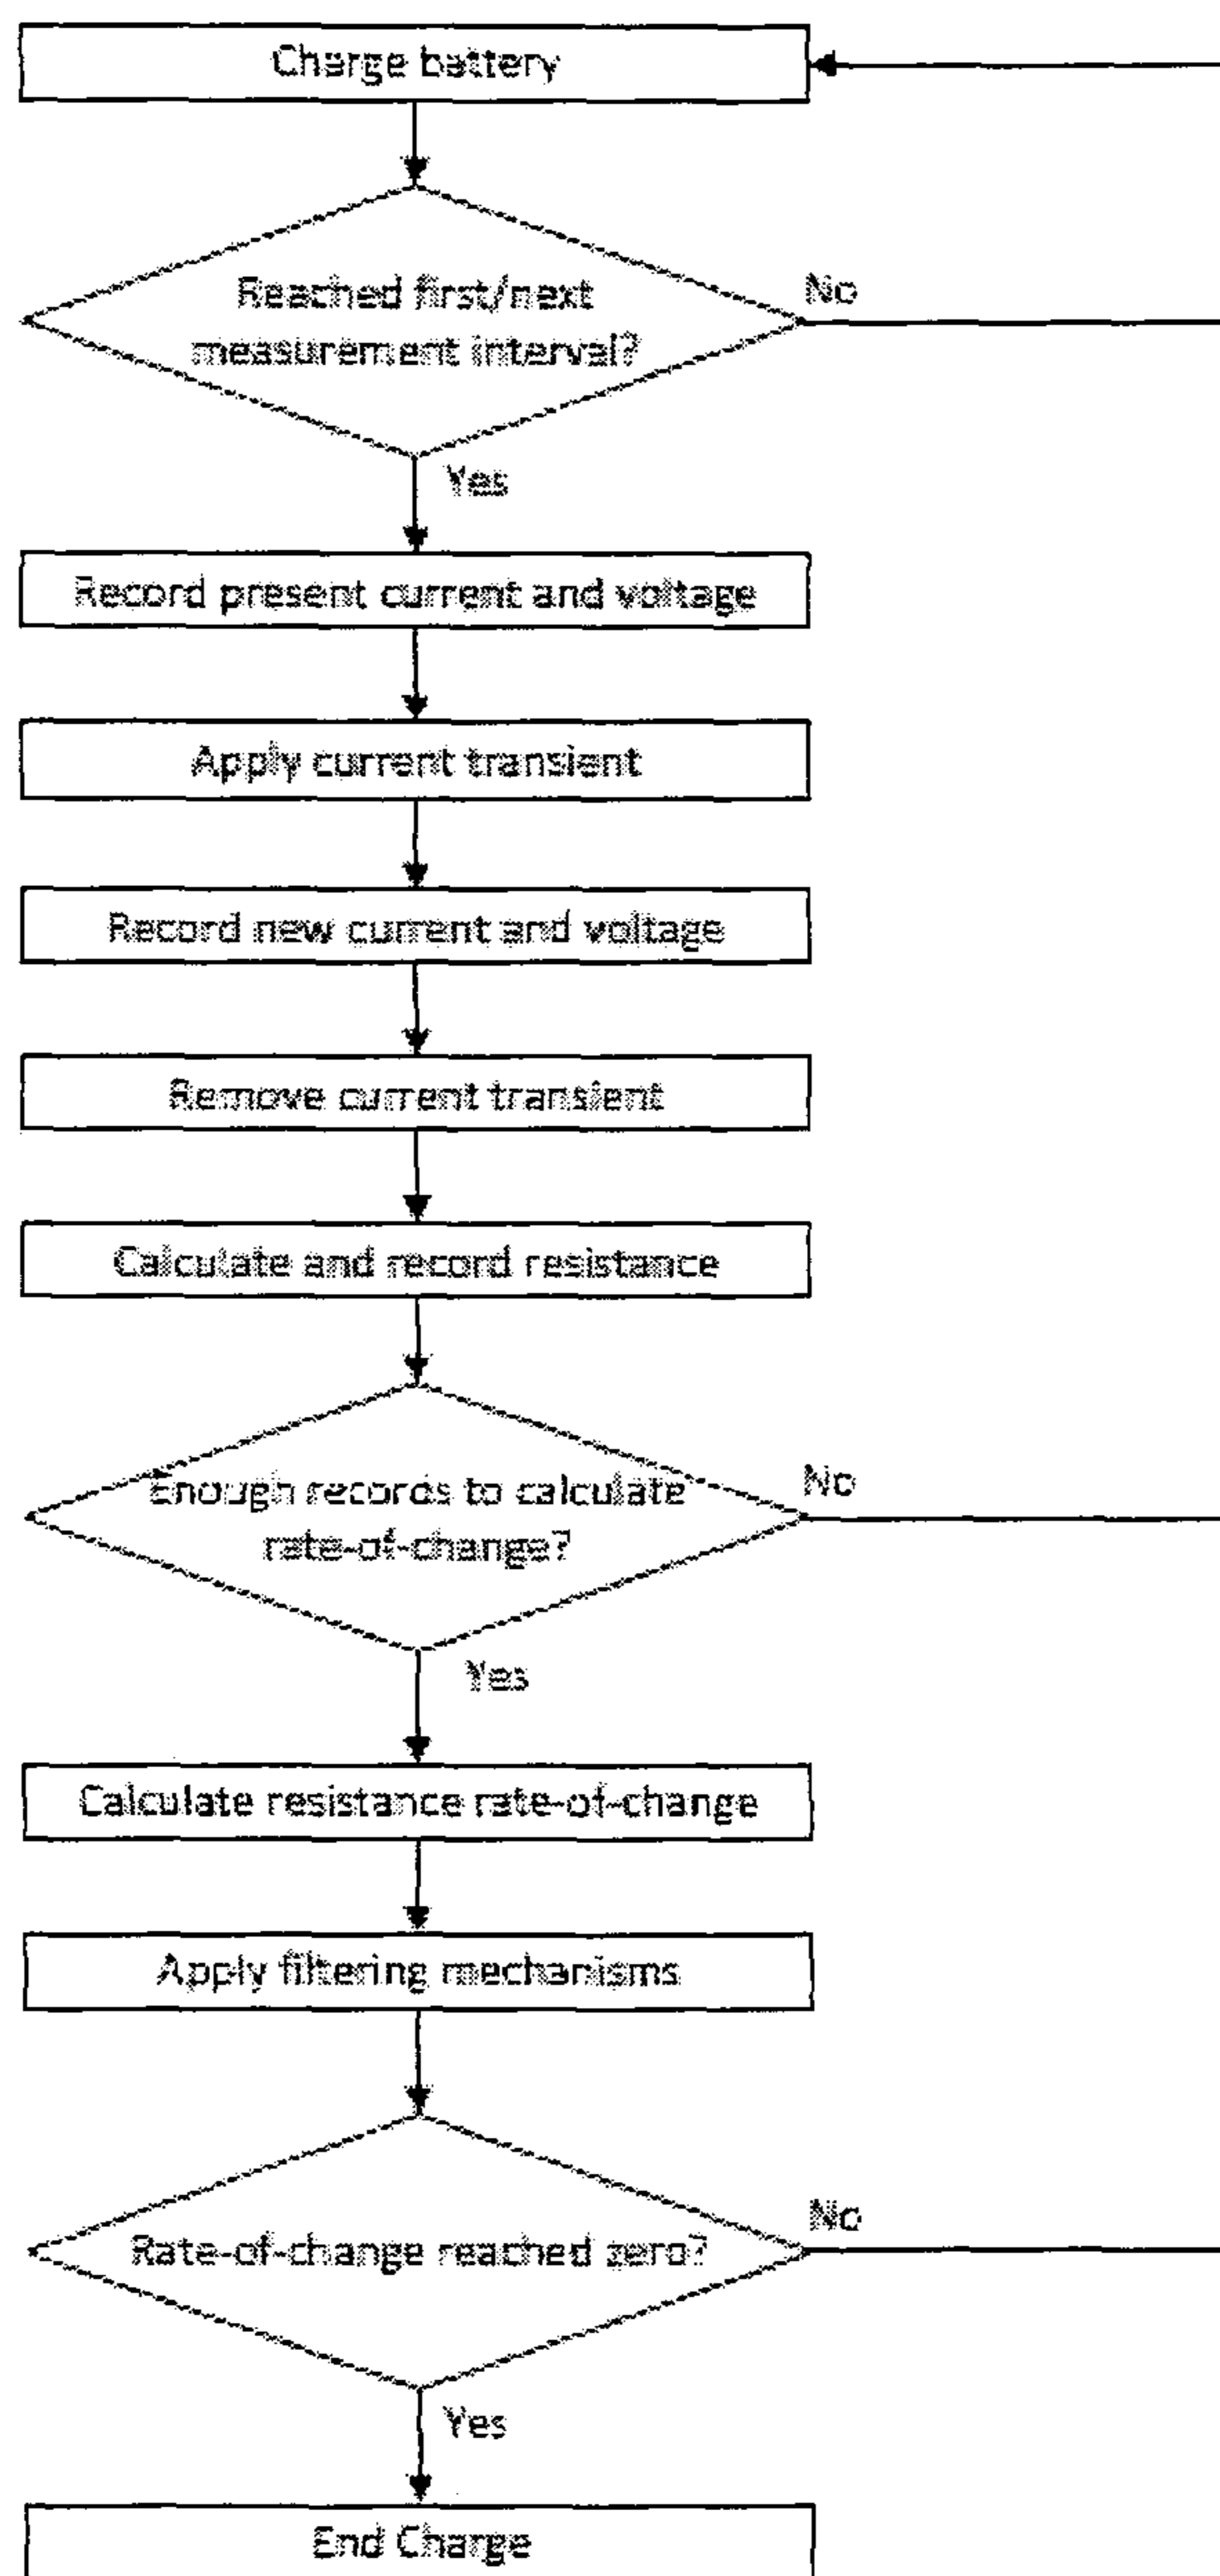 Charge battery
Reached first/next
No
measurement interval?
Yes
Record present current and voltage
Apply current transient
Record new current and voltage
Remove current transient
Calculate and record resistance
Enough records to calculate
No
rate-of-change?
Yes
Calculate resistance rate-of-change
Apply filtering mechanisms
No
Rate-of-change reached zero?
Yes
End Charge